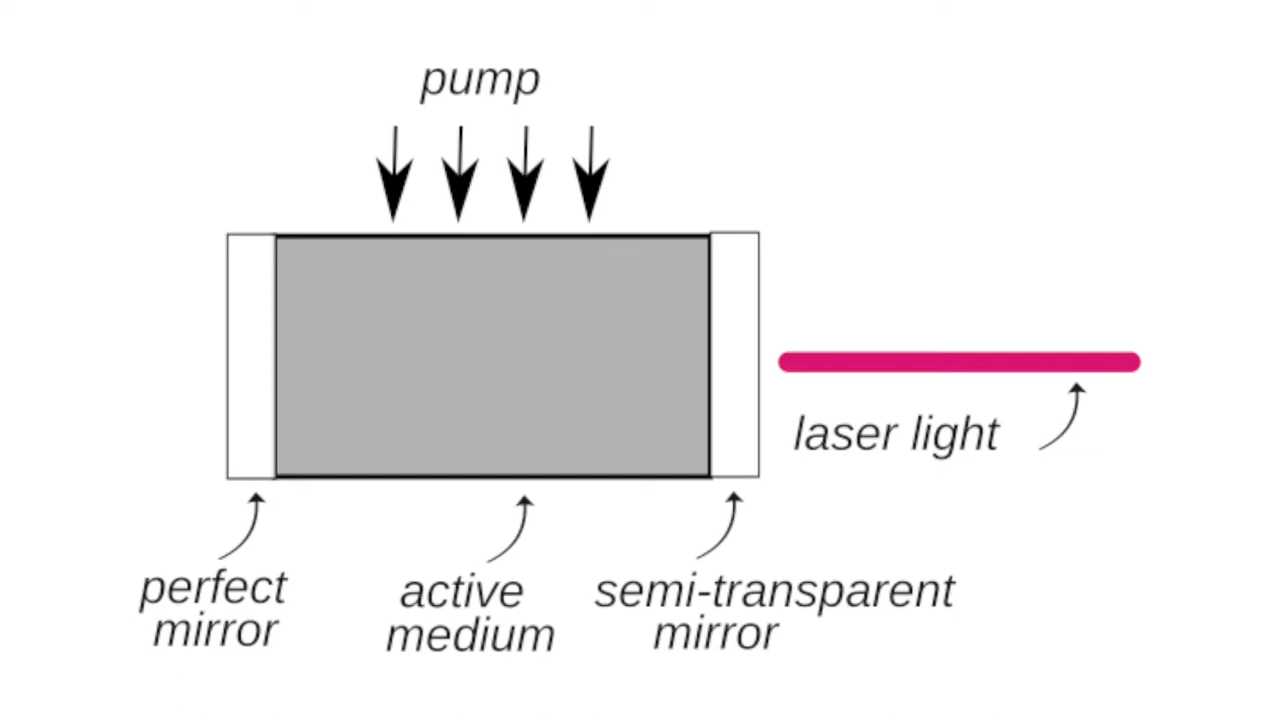 pump
laser light
perfect
mirror
active
medium
semi-transparent
mirror